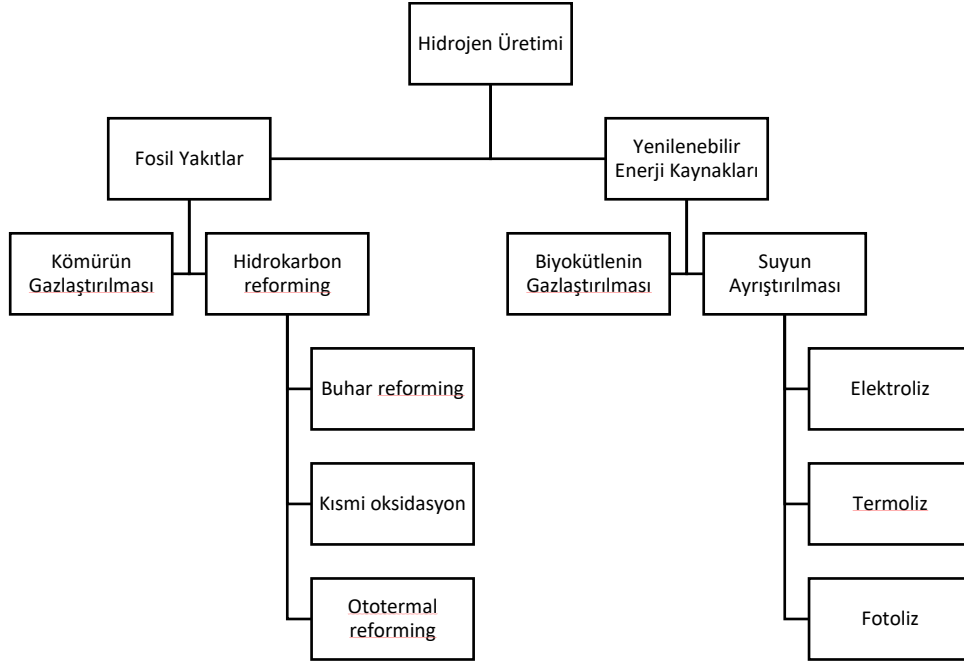 Hidrojen Üretimi
Fosil Yakıtlar
Yenilenebilir
Enerji Kaynakları
Kömürün
Gazlaştırılması
Hidrokarbon
reforming
Biyokütlenin
Gazlaştırılması
Suyun
Ayrıştırılması
Buhar reforming
Kısmi oksidasyon
Ototermal
reforming
Elektroliz
Termoliz
Fotoliz